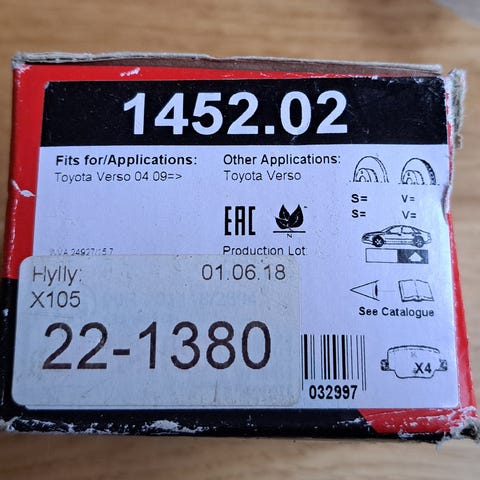 1452.02
Fits for/Applications:
Toyota Verso 04.09=>
Other Applications:
Toyota Verso
S= V=
S= V=
EAC
N
Production Lot:
See Catalogue
Hylly: 01.06.18
X105
22-1380
032997
X4